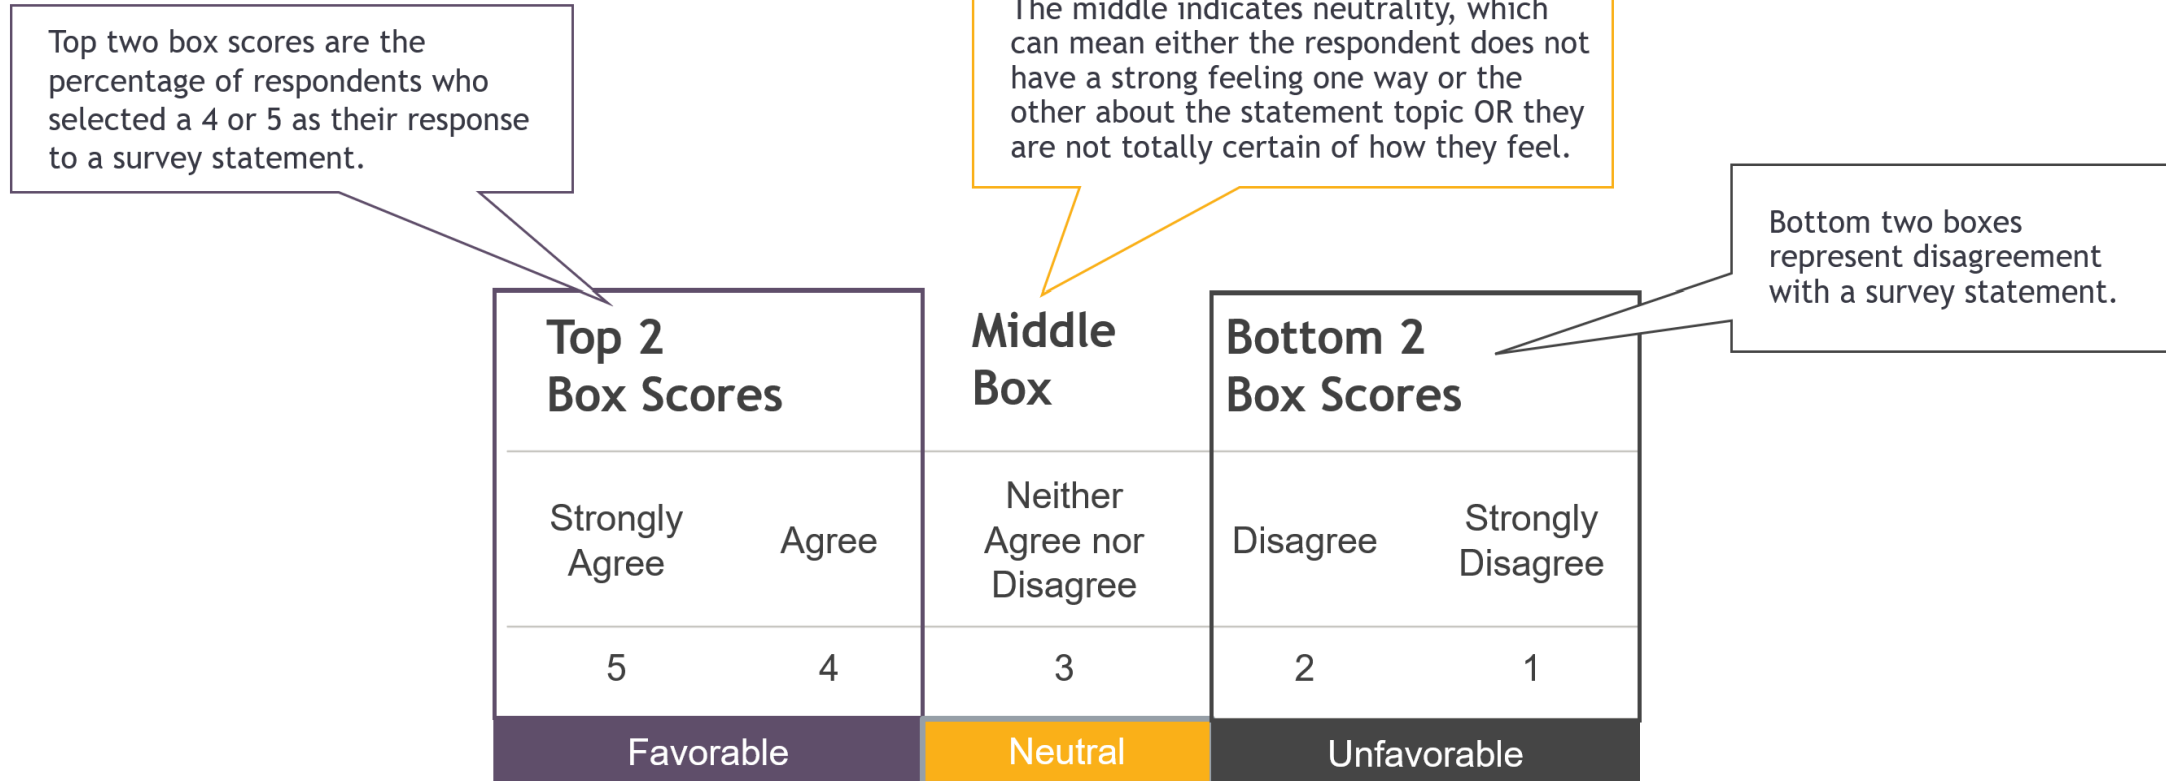 Top two box scores are the
percentage of respondents who
selected a 4 or 5 as their response
to a survey statement.
The middle indicates neutrality, which
can mean either the respondent does not
have a strong feeling one way or the
other about the statement topic OR they
are not totally certain of how they feel.
Bottom two boxes
represent disagreement
with a survey statement.
Top 2
Box Scores
Middle
Box
Bottom 2
Box Scores
Strongly
Agree
Agree
Neither
Agree nor
Disagree
Disagree
Strongly
Disagree
5
4
3
2
1
Favorable
Neutral
Unfavorable